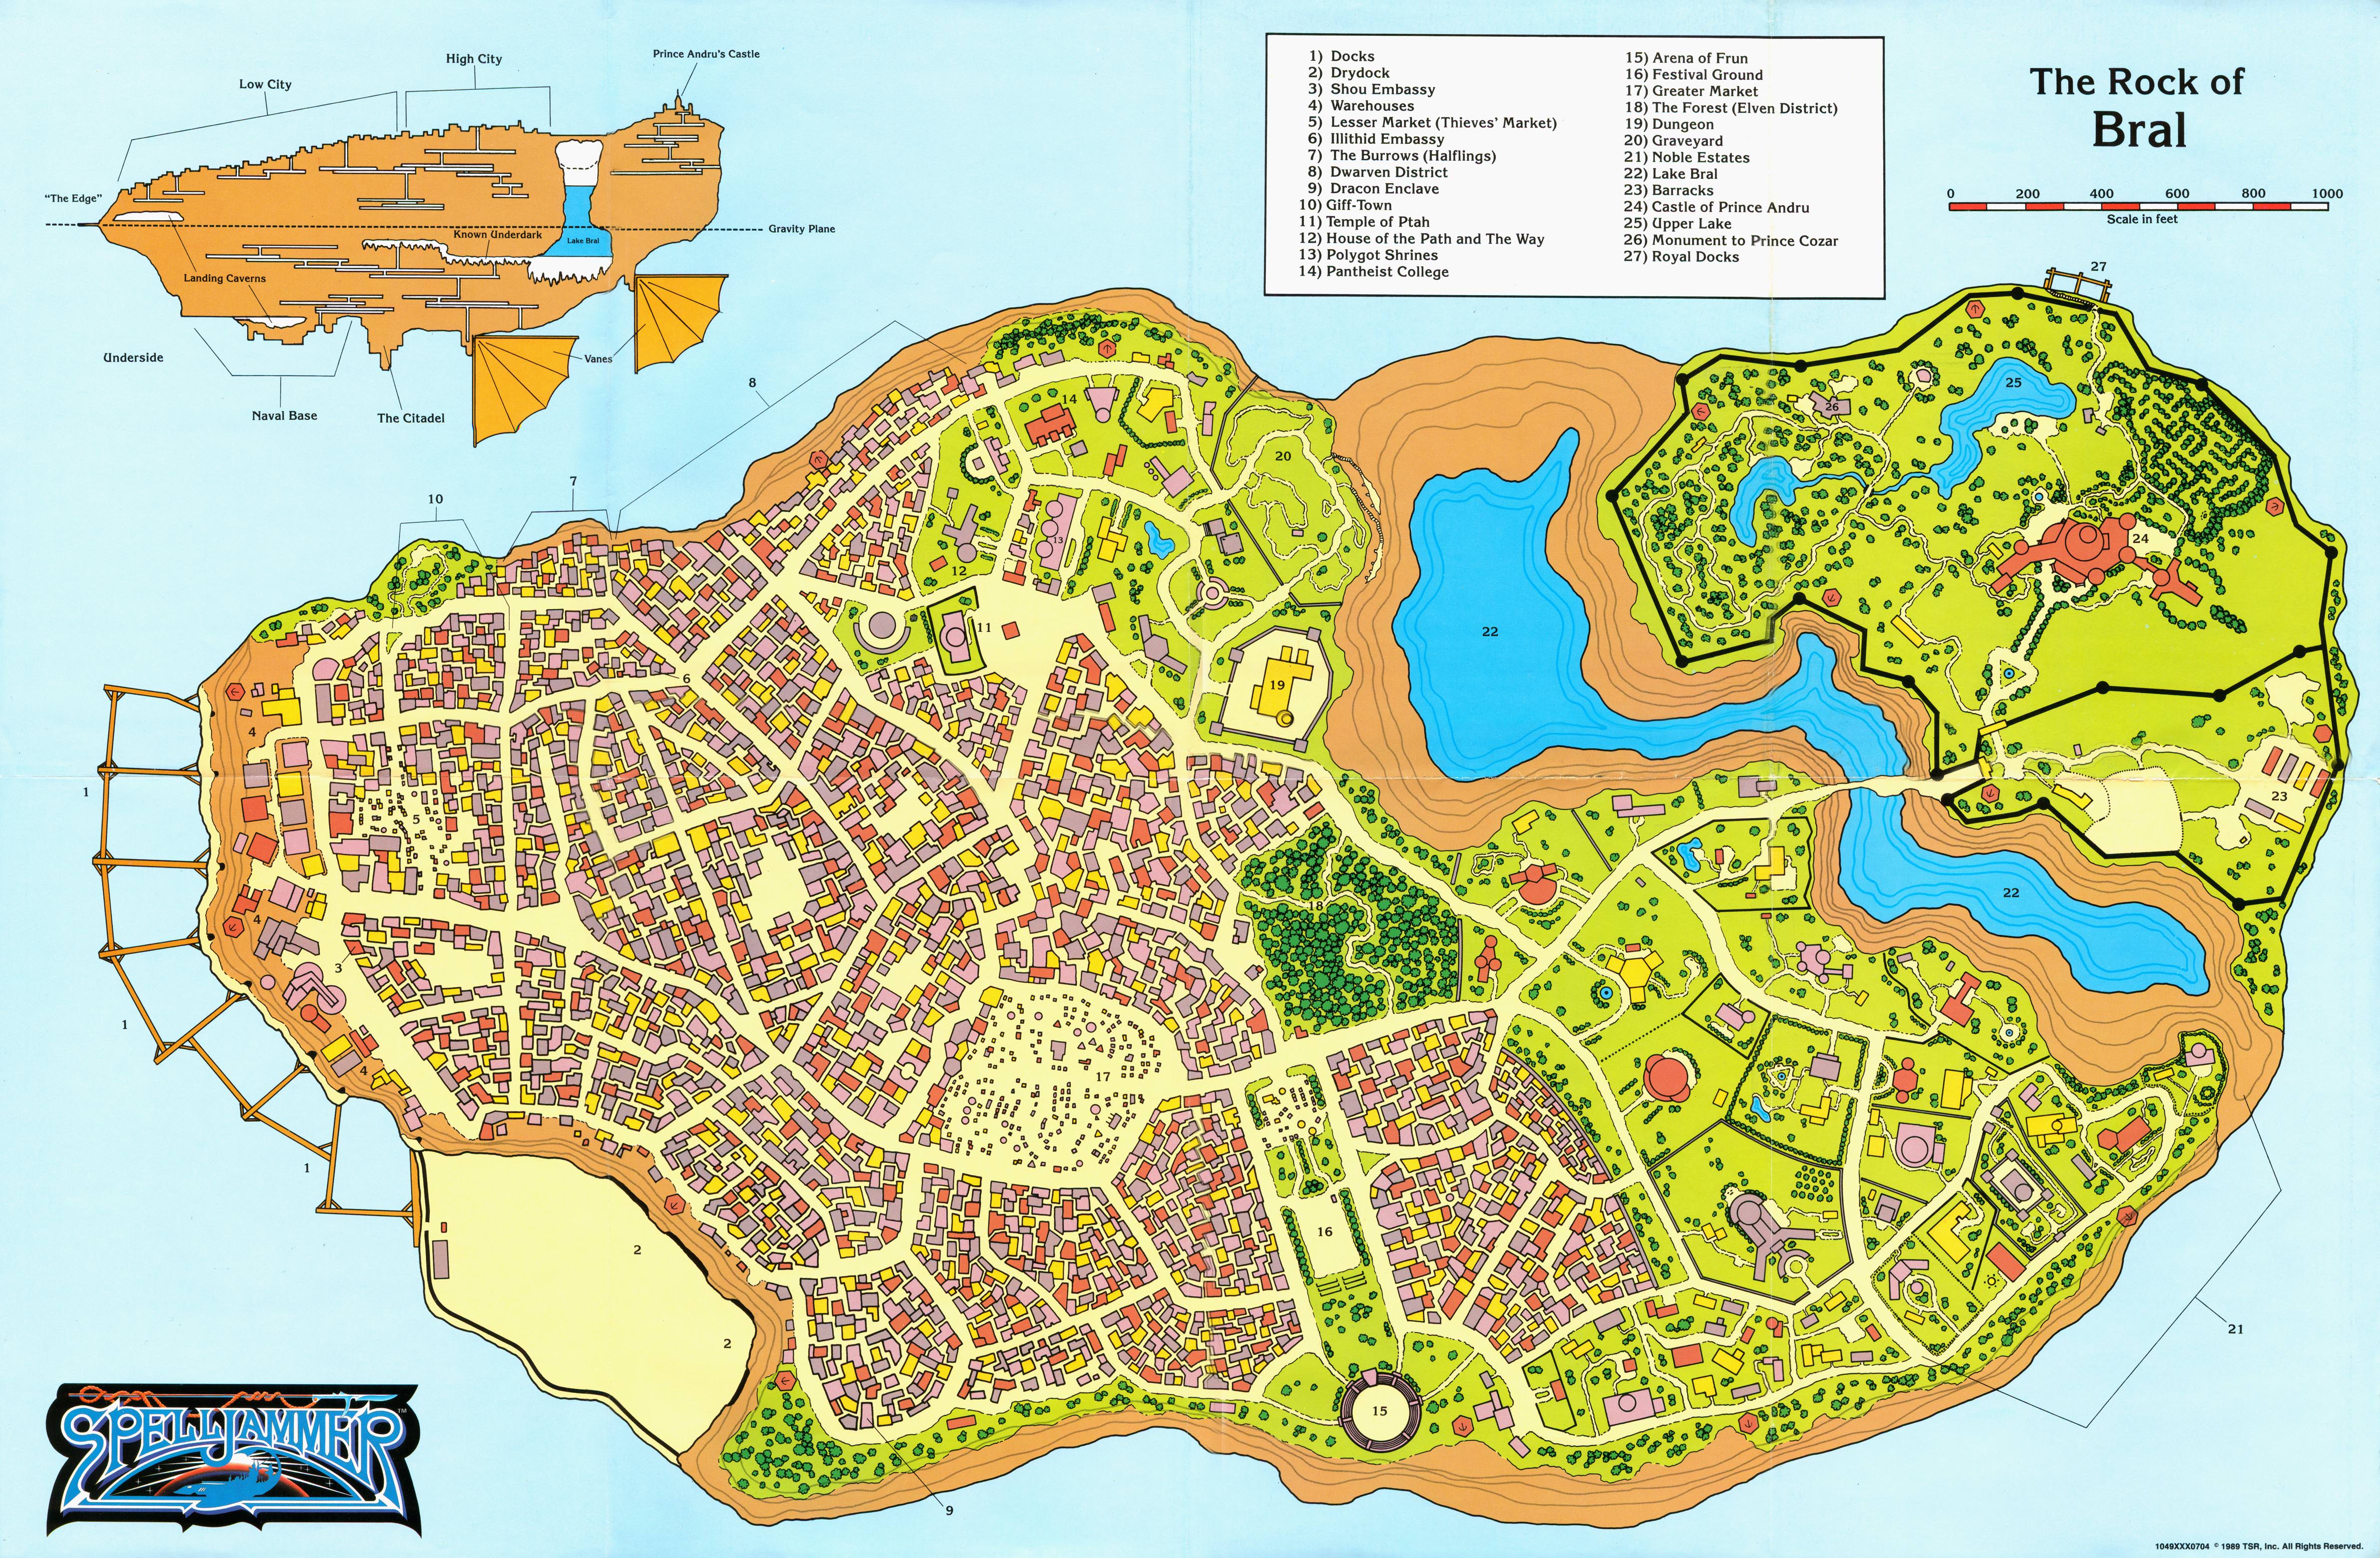 The Rock of
Bral
0 200 400 600 800 1000
Scale in feet
1) Docks
2) Drydock
3) Shou Embassy
4) Warehouses
5) Lesser Market (Thieves' Market)
6) Illithid Embassy
7) The Burrows (Halflings)
8) Dwarven District
9) Dracon Enclave
10) Giff-Town
11) Temple of Ptah
12) House of the Path and The Way
13) Polygot Shrines
14) Pantheist College
15) Arena of Frun
16) Festival Ground
17) Greater Market
18) The Forest (Elven District)
19) Dungeon
20) Graveyard
21) Noble Estates
22) Lake Bral
23) Barracks
24) Castle of Prince Andru
25) Upper Lake
26) Monument to Prince Cozar
27) Royal Docks
Prince Andru's Castle
High City
Low City
"The Edge"
Gravity Plane
Known Underdark
Lake Bral
Landing Caverns
Underside
Vanes
Naval Base
The Citadel
27
8
25
14
26
20
10
7
13
24
12
11
22
6
19
4
1
5
23
22
18
4
3
1
17
4
1
16
2
21
2
15
9
SPELLJAMMER™
1049XXX0704 © 1989 TSR, Inc. All Rights Reserved.